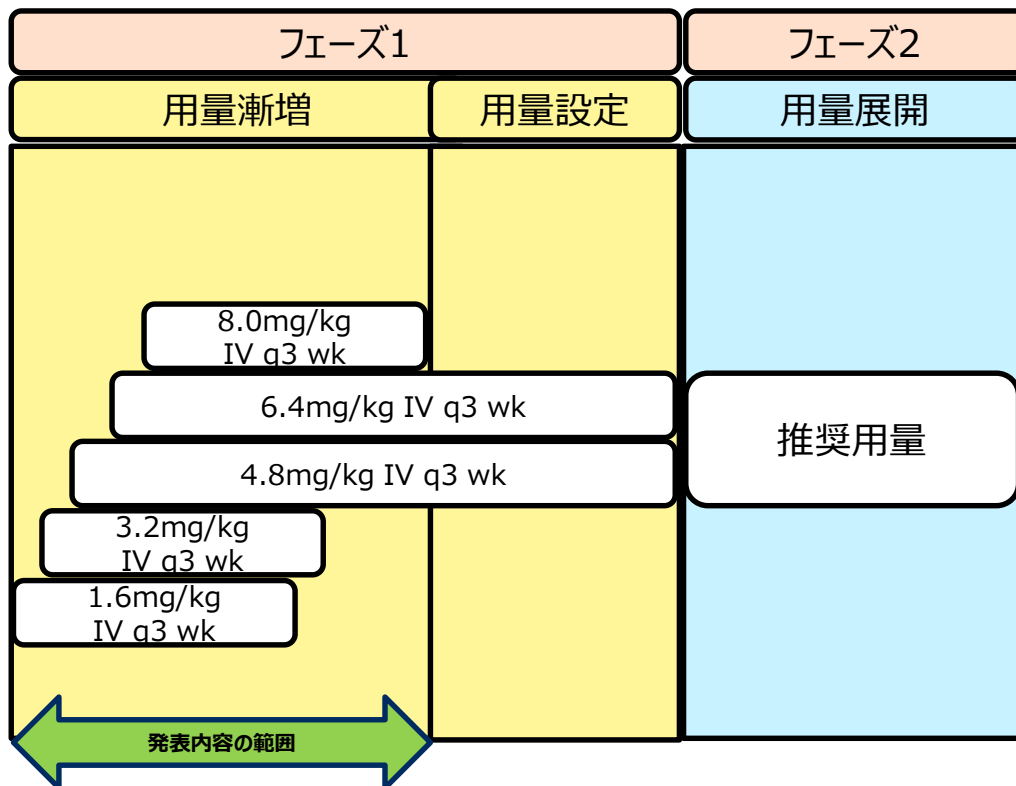 フェーズ1
フェーズ2
用量漸増
用量設定
用量展開
8.0mg/kg
IV q3 wk
6.4mg/kg IV q3 wk
4.8mg/kg IV q3 wk
推奨用量
3.2mg/kg
IV q3 wk
1.6mg/kg
IV q3 wk
発表内容の範囲